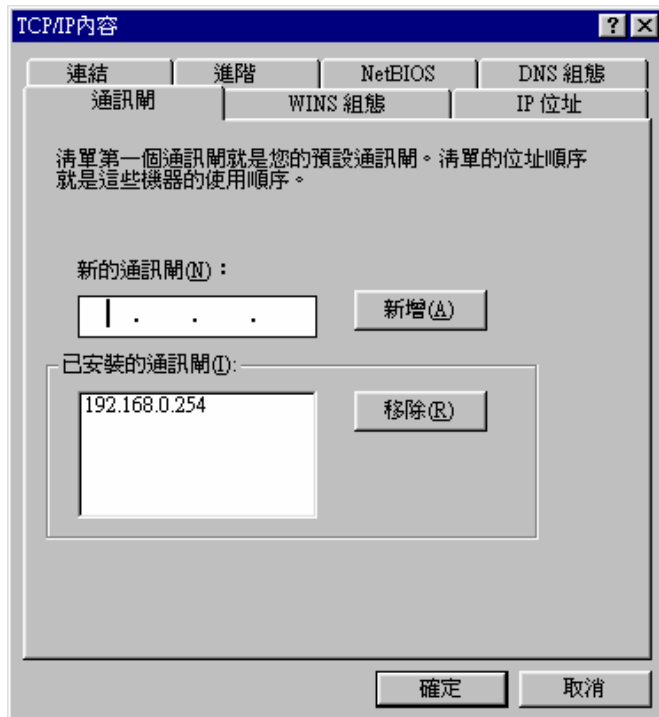 TCP/IP內容
連結 進階 NetBIOS DNS 組態
通訊閘 WINS 組態 IP 位址
清單第一個通訊閘就是您的預設通訊閘。清單的位址順序
就是這些機器的使用順序。
新的通訊閘(N)：
. . .
新增(A)
已安裝的通訊閘(I):
192.168.0.254
移除(R)
確定 取消